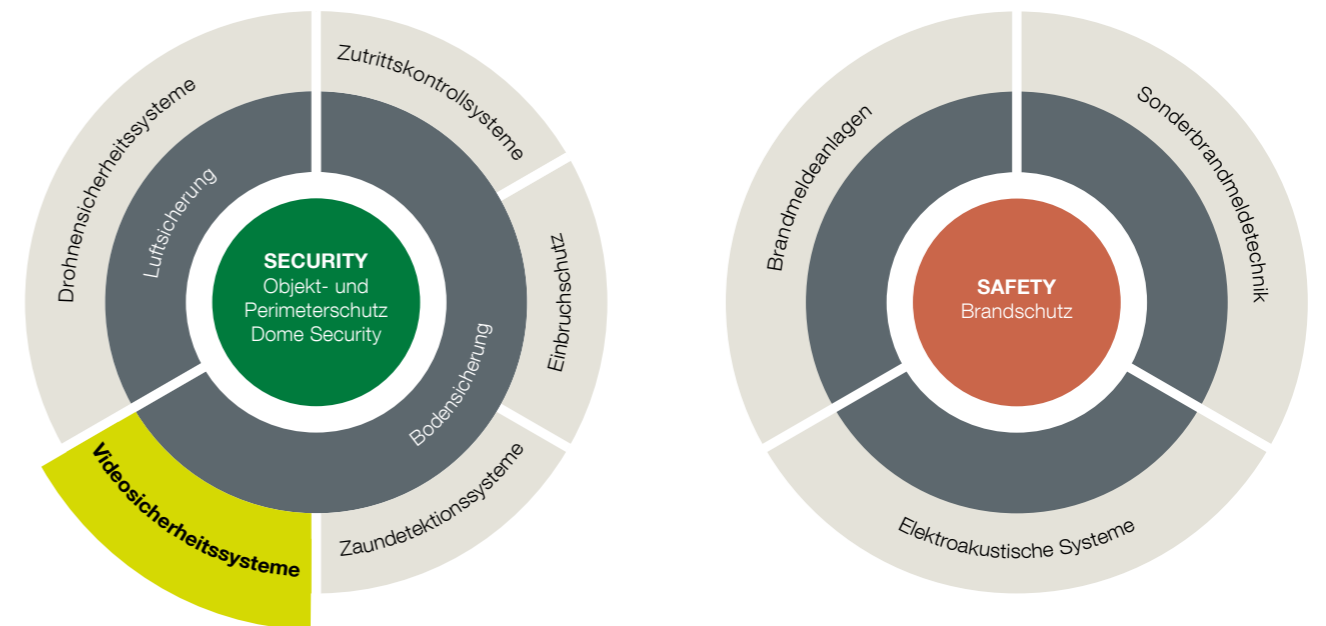 Drohnensicherheitssysteme
Zutrittskontrollsysteme
Luftsicherung
Einbruchschutz
SECURITY
Objekt- und
Perimeterschutz
Dome Security
Bodensicherung
Videosicherheitssysteme
Zaundetektionssysteme
Brandmeldeanlagen
Sonderbrandmeldetechnik
SAFETY
Brandschutz
Elektroakustische Systeme